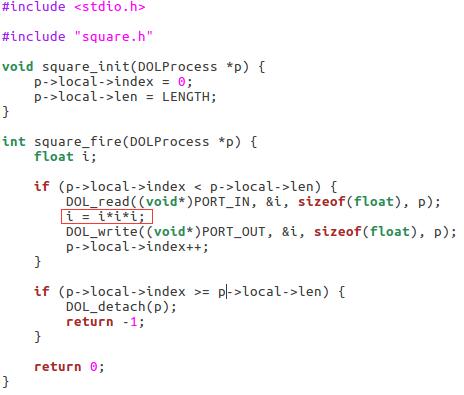 #include <stdio.h>
#include "square.h"
void square_init(DOLProcess *p) {
    p->local->index = 0;
    p->local->len = LENGTH;
}
int square_fire(DOLProcess *p) {
    float i;
    if (p->local->index < p->local->len) {
        DOL_read((void*)PORT_IN, &i, sizeof(float), p);
        i = i*i*i;
        DOL_write((void*)PORT_OUT, &i, sizeof(float), p);
        p->local->index++;
    }
    if (p->local->index >= p->local->len) {
        DOL_detach(p);
        return -1;
    }
    return 0;
}